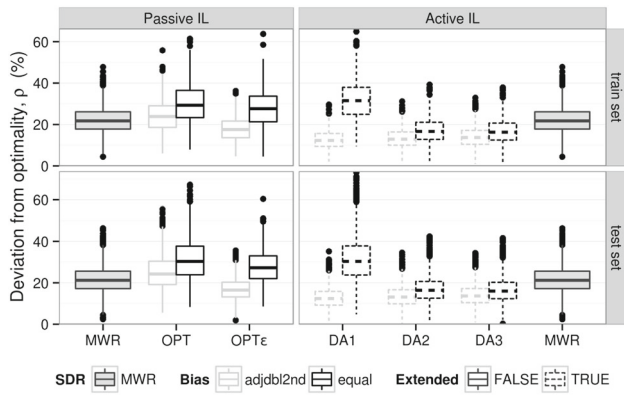 Passive IL
Active IL
Deviation from optimality, ρ (%)
60
40
20
0
train set
60
40
20
0
test set
MWR
OPT
OPTε
DA1
DA2
DA3
MWR
SDR MWR Bias adjdbl2nd equal Extended FALSE TRUE